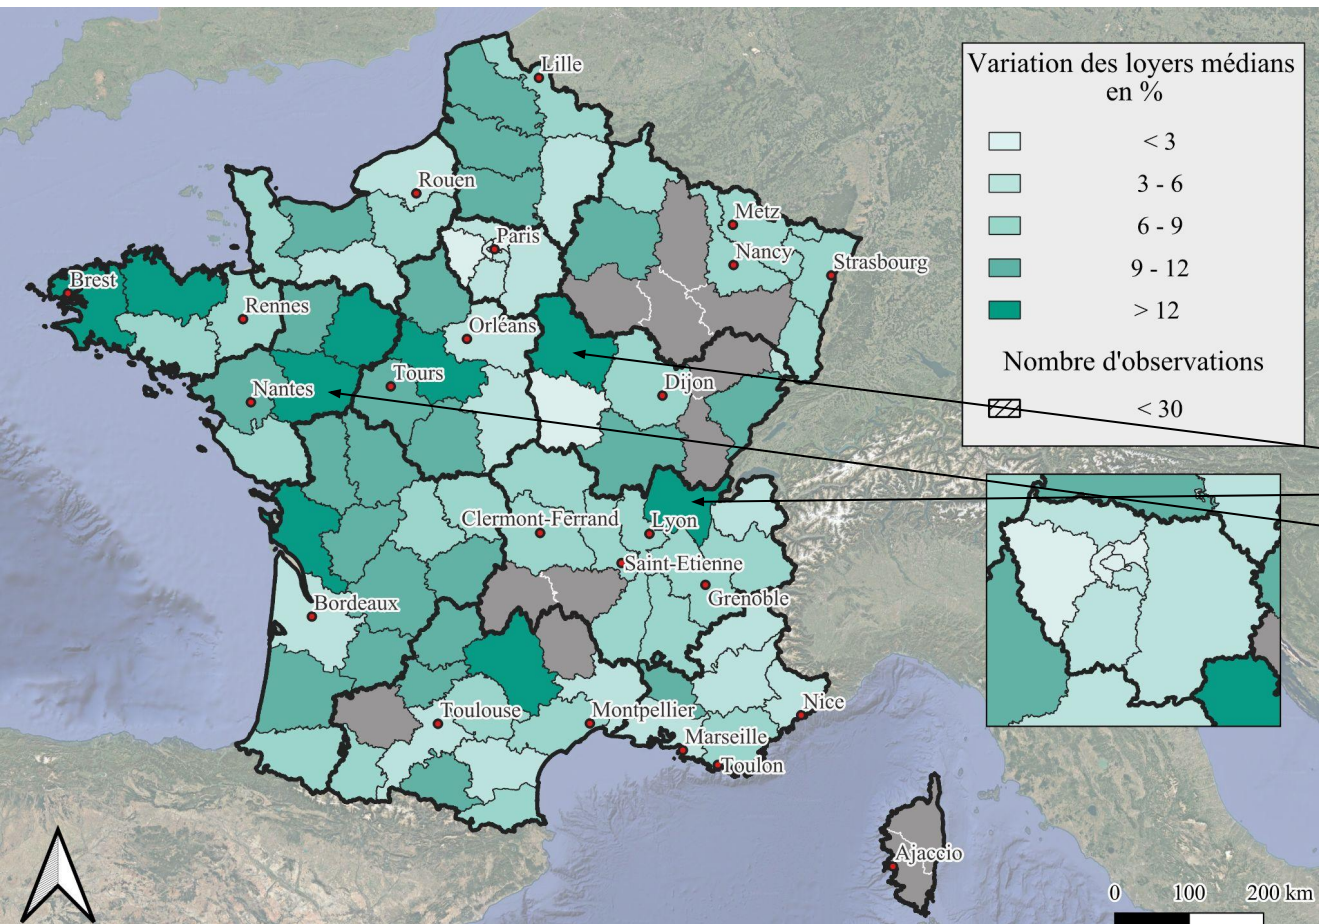 Variation des loyers médians
en %
< 3
3 - 6
6 - 9
9 - 12
> 12
Nombre d'observations
< 30
Lille
Rouen
Paris
Metz
Nancy
Strasbourg
Brest
Rennes
Orléans
Nantes
Tours
Dijon
Clermont-Ferrand
Lyon
Saint-Etienne
Grenoble
Bordeaux
Toulouse
Montpellier
Nice
Marseille
Toulon
Ajaccio
0 100 200 km